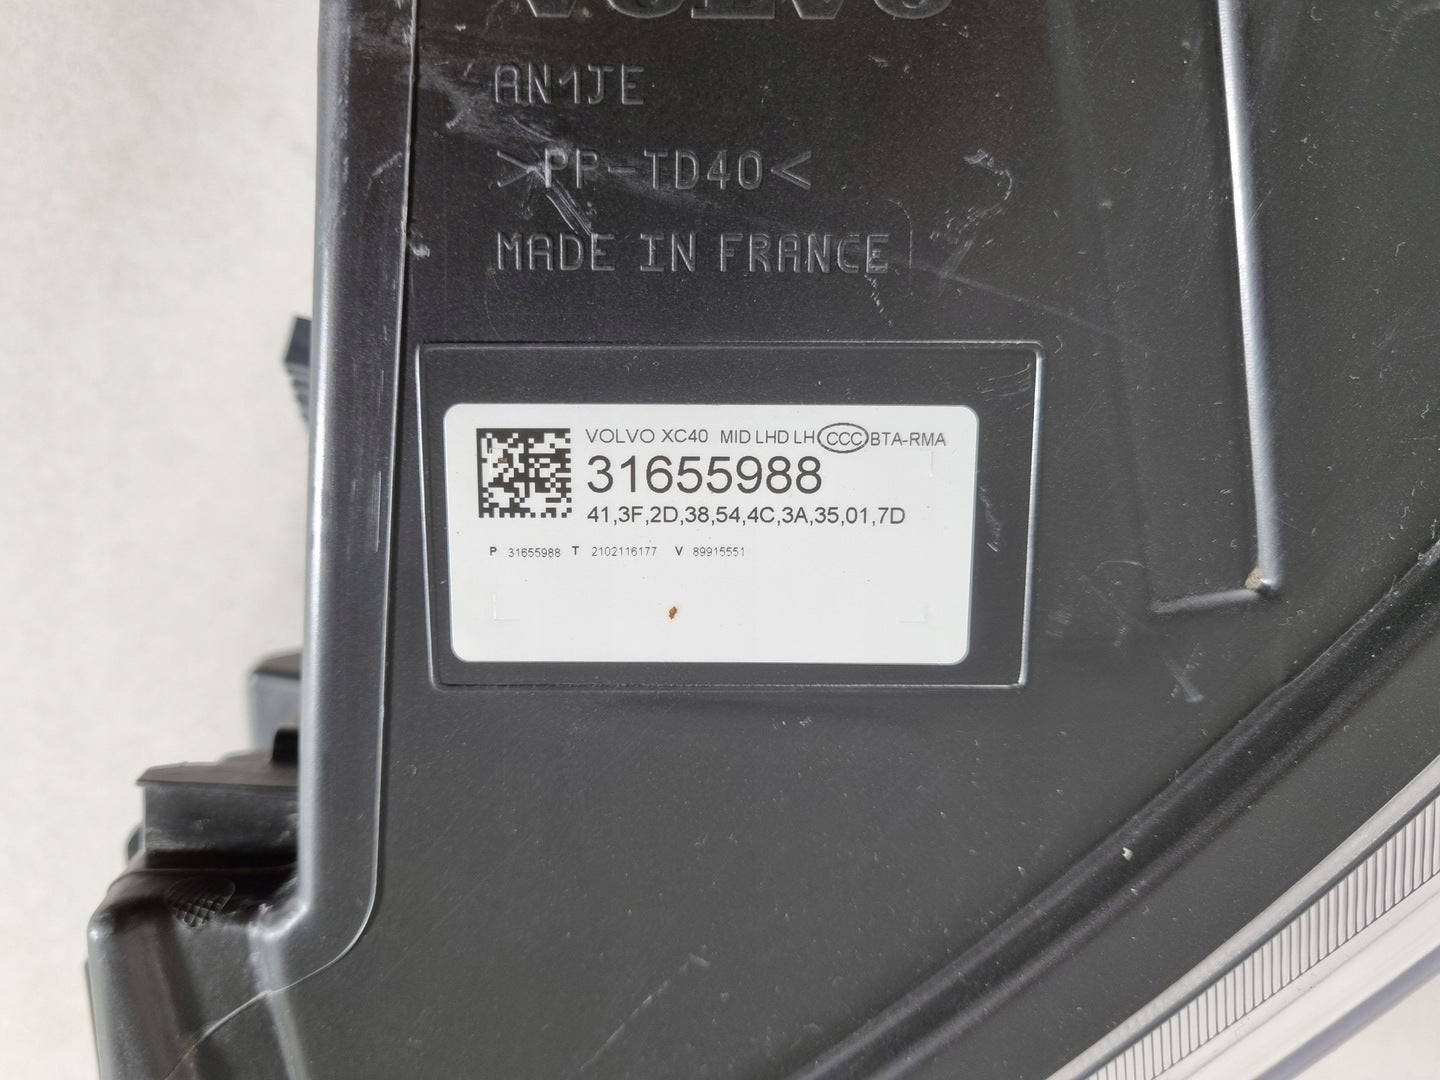 VOLVO
AN1JE
>PP-TD40<
MADE IN FRANCE
VOLVO XC40 MID LHD LH CCC BTA-RMA
31655988
41,3F,2D,38,54,4C,3A,35,01,7D
P 31655988 T 2102116177 V 89915551